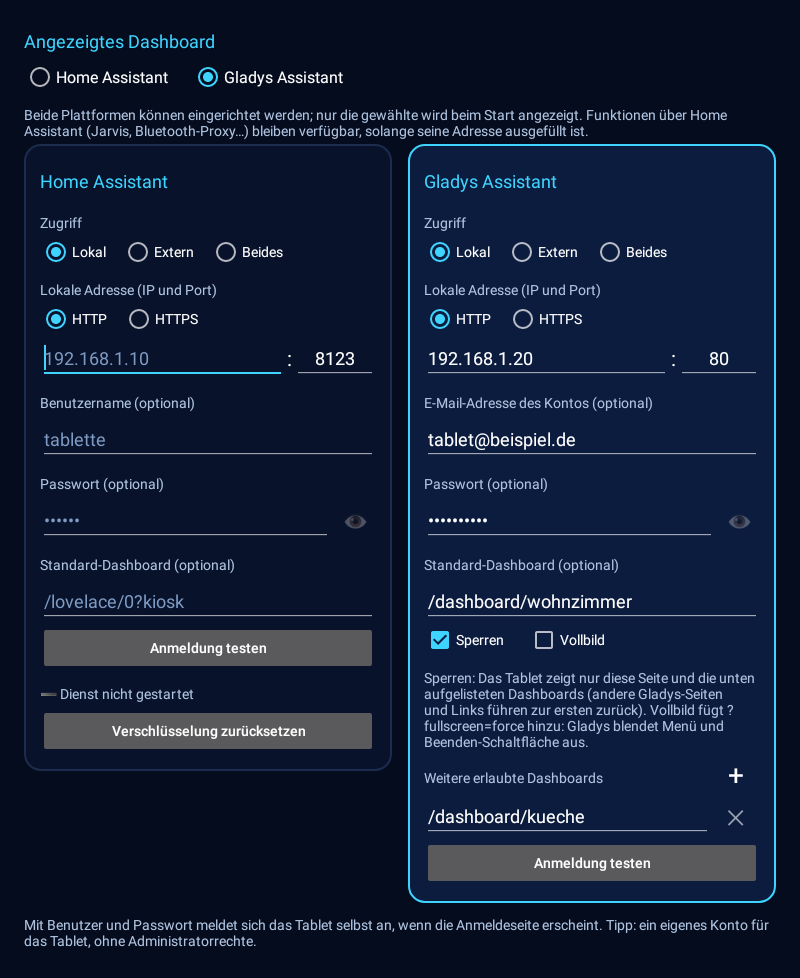 Angezeigtes Dashboard
Home Assistant
Gladys Assistant
Beide Plattformen können eingerichtet werden; nur die gewählte wird beim Start angezeigt. Funktionen über Home
Assistant (Jarvis, Bluetooth-Proxy…) bleiben verfügbar, solange seine Adresse ausgefüllt ist.
Home Assistant
Zugriff
Lokal Extern Beides
Lokale Adresse (IP und Port)
HTTP HTTPS
192.168.1.10 : 8123
Benutzername (optional)
tablette
Passwort (optional)
••••••
Standard-Dashboard (optional)
/lovelace/0?kiosk
Anmeldung testen
Dienst nicht gestartet
Verschlüsselung zurücksetzen
Gladys Assistant
Zugriff
Lokal Extern Beides
Lokale Adresse (IP und Port)
HTTP HTTPS
192.168.1.20 : 80
E-Mail-Adresse des Kontos (optional)
tablet@beispiel.de
Passwort (optional)
••••••••••
Standard-Dashboard (optional)
/dashboard/wohnzimmer
Sperren Vollbild
Sperren: Das Tablet zeigt nur diese Seite und die unten
aufgelisteten Dashboards (andere Gladys-Seiten
und Links führen zur ersten zurück). Vollbild fügt ?
fullscreen=force hinzu: Gladys blendet Menü und
Beenden-Schaltfläche aus.
Weitere erlaubte Dashboards +
/dashboard/kueche
Anmeldung testen
Mit Benutzer und Passwort meldet sich das Tablet selbst an, wenn die Anmeldeseite erscheint. Tipp: ein eigenes Konto für
das Tablet, ohne Administratorrechte.